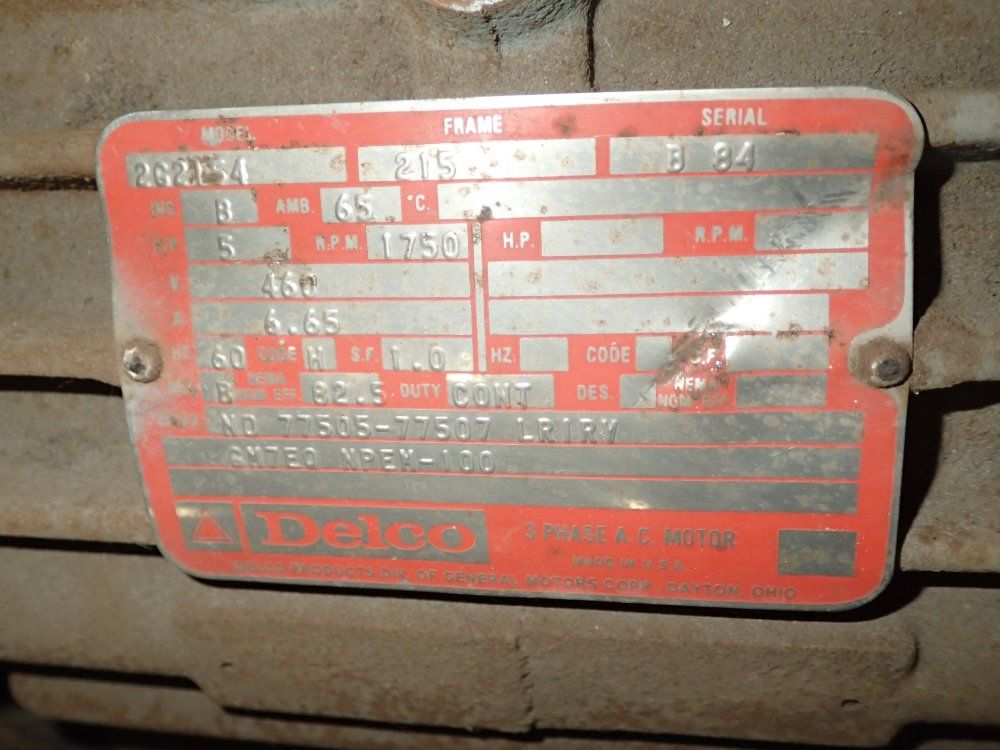 MODEL FRAME SERIAL
2G2154 215 B 84
INS. B AMB. 65 °C.
H.P. 5 R.P.M. 1750 H.P. R.P.M.
V 460
A 6.65
HZ. 60 CODE H S.F. 1.0 HZ. CODE S.F.
DES. B NEMA NOM. EFF. 82.5 DUTY CONT DES. NEMA NOM. EFF.
ND 77505-77507 LR1RV
GM7EQ NPEM-100
Delco 3 PHASE A.C. MOTOR
MADE IN U.S.A.
DELCO PRODUCTS DIV. OF GENERAL MOTORS CORP. DAYTON, OHIO